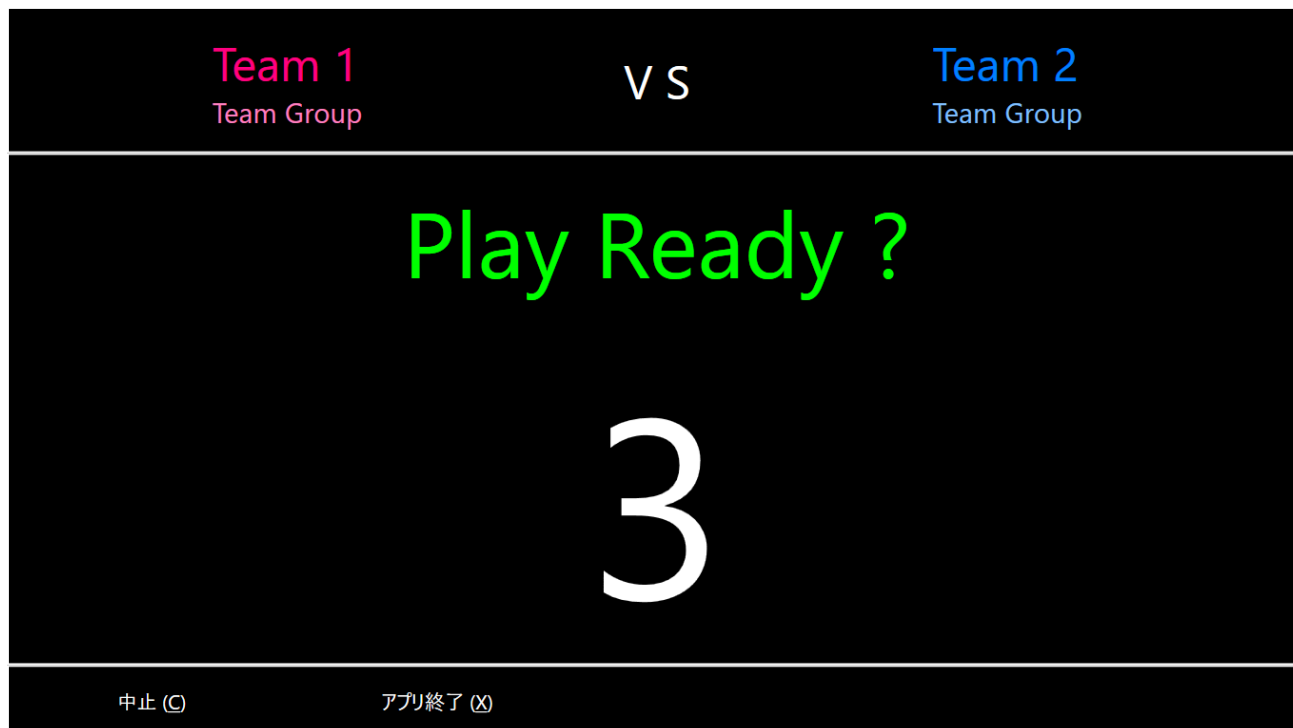 Team 1
Team Group
V S
Team 2
Team Group
Play Ready ?
3
中止 (C)
アプリ終了 (X)